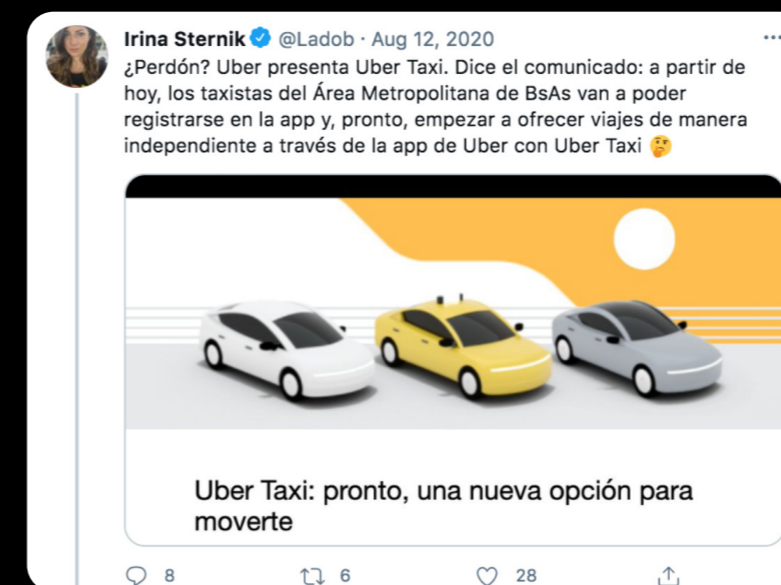 Irina Sternik @Ladob · Aug 12, 2020
¿Perdón? Uber presenta Uber Taxi. Dice el comunicado: a partir de
hoy, los taxistas del Área Metropolitana de BsAs van a poder
registrarse en la app y, pronto, empezar a ofrecer viajes de manera
independiente a través de la app de Uber con Uber Taxi 🤔
Uber Taxi: pronto, una nueva opción para
moverte
8 6 28